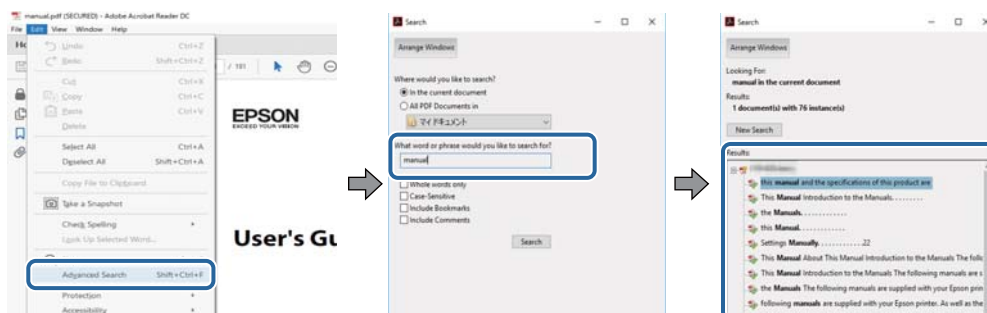 manual.pdf (SECURED) - Adobe Acrobat Reader DC
File Edit View Window Help
Undo Ctrl+Z
Redo Shift+Ctrl+Z
Cut Ctrl+X
Copy Ctrl+C
Paste Ctrl+V
Delete
Select All Ctrl+A
Deselect All Shift+Ctrl+A
Copy File to Clipboard
Take a Snapshot
Check Spelling
Look Up Selected Word...
Advanced Search Shift+Ctrl+F
Protection
Accessibility
/ 191
EPSON
EXCEED YOUR VISION
User's Gu
Search
Arrange Windows
Where would you like to search?
In the current document
All PDF Documents in
マイ ドキュメント
What word or phrase would you like to search for?
manual
Whole words only
Case-Sensitive
Include Bookmarks
Include Comments
Search
Search
Arrange Windows
Looking For:
manual in the current document
Results:
1 document(s) with 76 instance(s)
New Search
Results:
this manual and the specifications of this product are
This Manual Introduction to the Manuals. . . . . . . . .
the Manuals. . . . . . . . . . . . .
this Manual. . . . . . . . . . . . .
Settings Manually. . . . . . . . . . . . 22
This Manual About This Manual Introduction to the Manuals The follo
This Manual Introduction to the Manuals The following manuals are s
the Manuals The following manuals are supplied with your Epson prin
following manuals are supplied with your Epson printer. As well as the